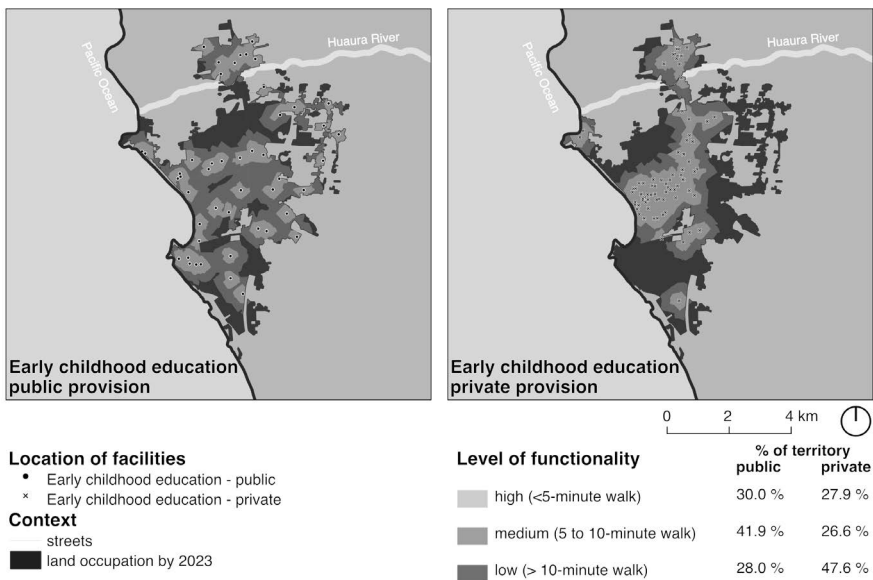 Pacific Ocean
Huaura River
Early childhood education
public provision
Pacific Ocean
Huaura River
Early childhood education
private provision
0 2 4 km
Location of facilities
Early childhood education - public
Early childhood education - private
Context
streets
land occupation by 2023
Level of functionality
% of territory
public private
high (<5-minute walk) 30.0 % 27.9 %
medium (5 to 10-minute walk) 41.9 % 26.6 %
low (> 10-minute walk) 28.0 % 47.6 %